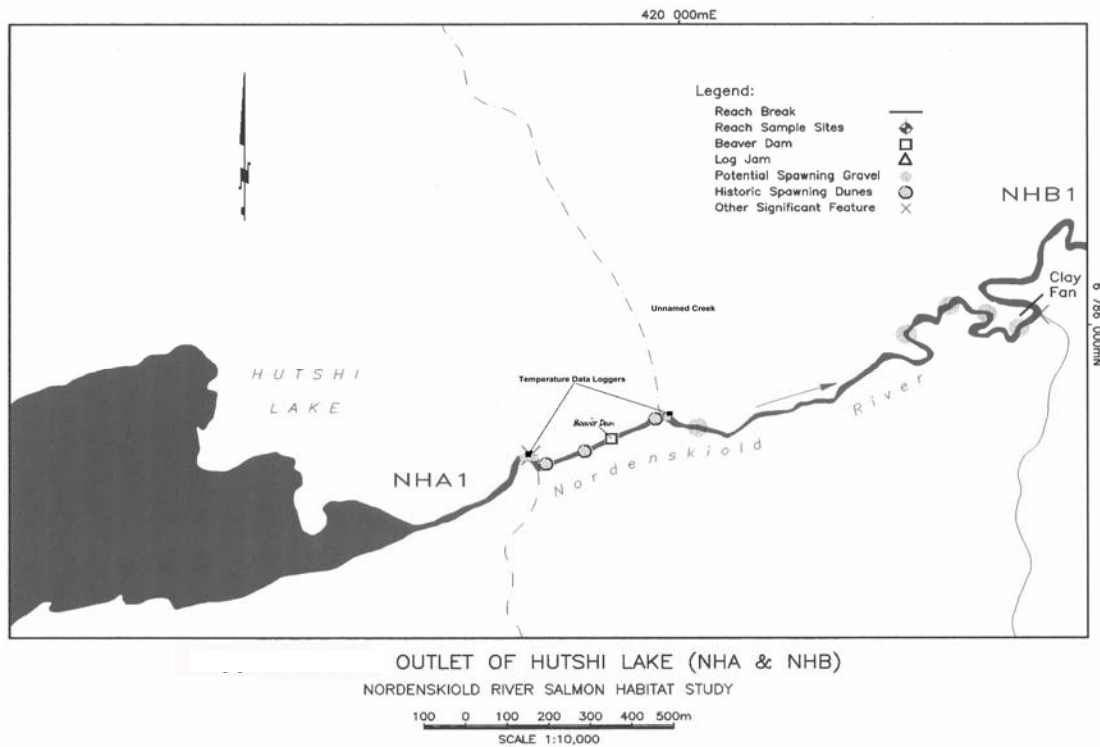 420 000mE
Legend:
Reach Break
Reach Sample Sites
Beaver Dam
Log Jam
Potential Spawning Gravel
Historic Spawning Dunes
Other Significant Feature
NHB1
Clay
Fan
6 786 000mN
Unnamed Creek
HUTSHI
LAKE
Temperature Data Loggers
Beaver Dam
NHA1
Nordenskiold River
OUTLET OF HUTSHI LAKE (NHA & NHB)
NORDENSKIOLD RIVER SALMON HABITAT STUDY
100 0 100 200 300 400 500m
SCALE 1:10,000